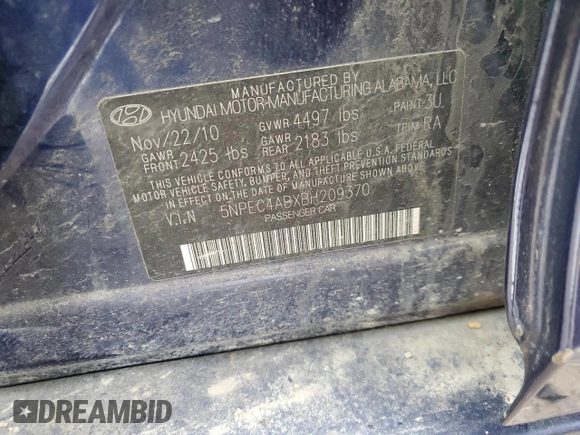 MANUFACTURED BY
HYUNDAI MOTOR-MANUFACTURING ALABAMA, LLC
Nov/22/10 GVWR 4497 lbs PAINT 3U
GAWR FRONT 2425 lbs GAWR REAR 2183 lbs TRIM RA
THIS VEHICLE CONFORMS TO ALL APPLICABLE U.S.A. FEDERAL
MOTOR VEHICLE SAFETY, BUMPER, AND THEFT PREVENTION STANDARDS
IN EFFECT ON THE DATE OF MANUFACTURE SHOWN ABOVE.
V.I.N 5NPEC4ABXBH209370
PASSENGER CAR
DREAMBID